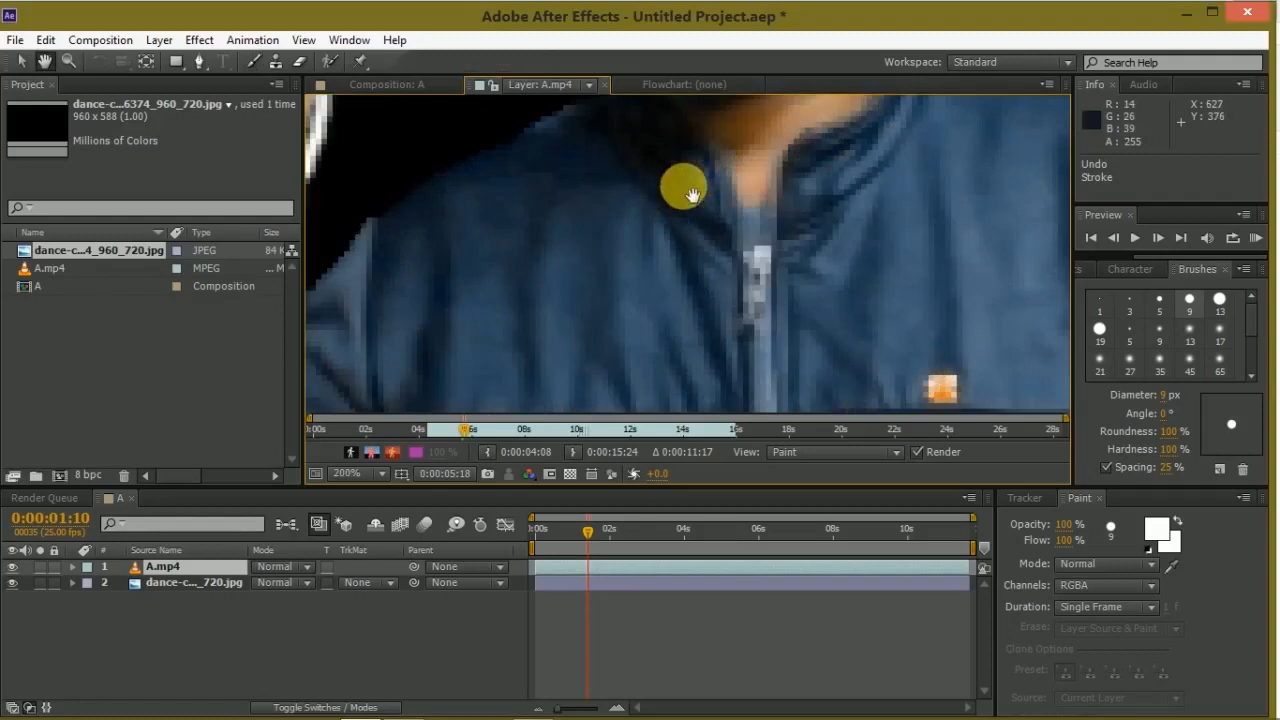 Adobe After Effects - Untitled Project.aep *
File Edit Composition Layer Effect Animation View Window Help
Workspace: Standard Search Help
Project
dance-c...6374_960_720.jpg ▾, used 1 time
960 x 588 (1.00)
Millions of Colors
Name Type Size
dance-c...4_960_720.jpg JPEG 84 K
A.mp4 MPEG ... M
A Composition
8 bpc
Composition: A Layer: A.mp4 Flowchart: (none)
:00s 02s 04s 6s 08s 10s 12s 14s 16s 18s 20s 22s 24s 26s 28s
100 % 0:00:04:08 0:00:15:24 Δ 0:00:11:17 View: Paint Render
200% 0:00:05:18 +0.0
Info Audio
R: 14 X: 627
G: 26 Y: 376
B: 39
A: 255
Undo
Stroke
Preview
Character Brushes
1 3 5 9 13
19 5 9 13 17
21 27 35 45 65
Diameter: 9 px
Angle: 0 °
Roundness: 100 %
Hardness: 100 %
Spacing: 25 %
Render Queue A
0:00:01:10
00035 (25.00 fps)
# Source Name Mode T TrkMat Parent
1 A.mp4 Normal None
2 dance-c..._720.jpg Normal None None
:00s 02s 04s 06s 08s 10s
Toggle Switches / Modes
Tracker Paint
Opacity: 100 %
Flow: 100 % 9
Mode: Normal
Channels: RGBA
Duration: Single Frame 1 f
Erase: Layer Source & Paint
Clone Options
Preset:
Source: Current Layer